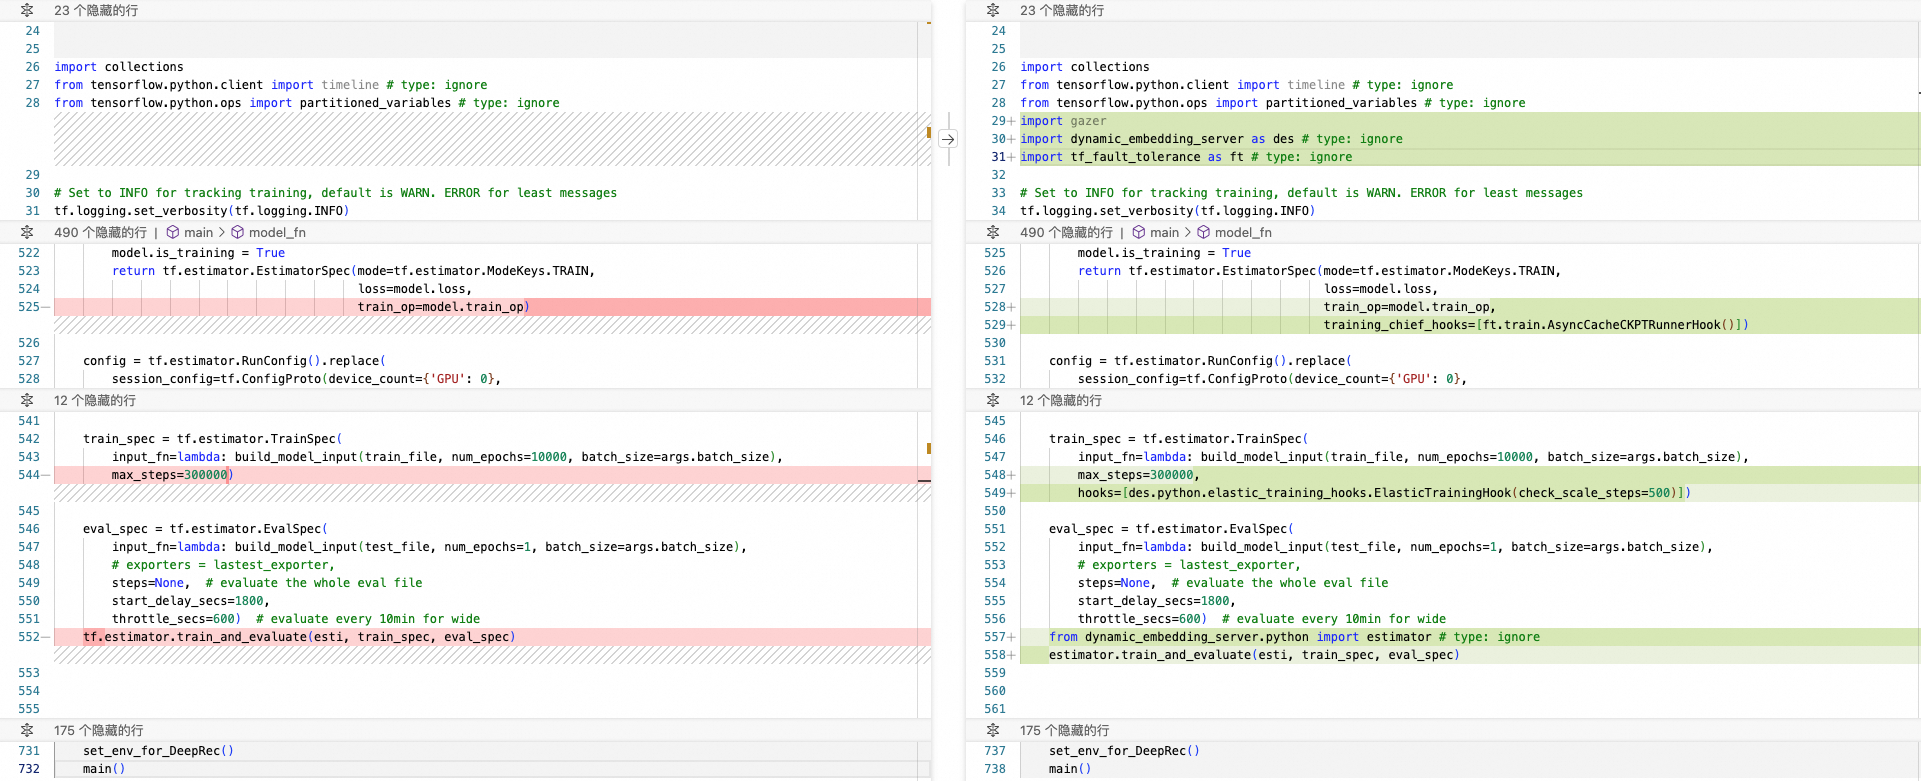 23 个隐藏的行
24
25
26 import collections
27 from tensorflow.python.client import timeline # type: ignore
28 from tensorflow.python.ops import partitioned_variables # type: ignore
29
30 # Set to INFO for tracking training, default is WARN. ERROR for least messages
31 tf.logging.set_verbosity(tf.logging.INFO)
490 个隐藏的行 | main > model_fn
522 model.is_training = True
523 return tf.estimator.EstimatorSpec(mode=tf.estimator.ModeKeys.TRAIN,
524 loss=model.loss,
525— train_op=model.train_op)
526
527 config = tf.estimator.RunConfig().replace(
528 session_config=tf.ConfigProto(device_count={'GPU': 0},
12 个隐藏的行
541
542 train_spec = tf.estimator.TrainSpec(
543 input_fn=lambda: build_model_input(train_file, num_epochs=10000, batch_size=args.batch_size),
544— max_steps=300000)
545
546 eval_spec = tf.estimator.EvalSpec(
547 input_fn=lambda: build_model_input(test_file, num_epochs=1, batch_size=args.batch_size),
548 # exporters = lastest_exporter,
549 steps=None, # evaluate the whole eval file
550 start_delay_secs=1800,
551 throttle_secs=600) # evaluate every 10min for wide
552— tf.estimator.train_and_evaluate(esti, train_spec, eval_spec)
553
554
555
175 个隐藏的行
731 set_env_for_DeepRec()
732 main()
23 个隐藏的行
24
25
26 import collections
27 from tensorflow.python.client import timeline # type: ignore
28 from tensorflow.python.ops import partitioned_variables # type: ignore
29+ import gazer
30+ import dynamic_embedding_server as des # type: ignore
31+ import tf_fault_tolerance as ft # type: ignore
32
33 # Set to INFO for tracking training, default is WARN. ERROR for least messages
34 tf.logging.set_verbosity(tf.logging.INFO)
490 个隐藏的行 | main > model_fn
525 model.is_training = True
526 return tf.estimator.EstimatorSpec(mode=tf.estimator.ModeKeys.TRAIN,
527 loss=model.loss,
528+ train_op=model.train_op,
529+ training_chief_hooks=[ft.train.AsyncCacheCKPTRunnerHook()])
530
531 config = tf.estimator.RunConfig().replace(
532 session_config=tf.ConfigProto(device_count={'GPU': 0},
12 个隐藏的行
545
546 train_spec = tf.estimator.TrainSpec(
547 input_fn=lambda: build_model_input(train_file, num_epochs=10000, batch_size=args.batch_size),
548+ max_steps=300000,
549+ hooks=[des.python.elastic_training_hooks.ElasticTrainingHook(check_scale_steps=500)])
550
551 eval_spec = tf.estimator.EvalSpec(
552 input_fn=lambda: build_model_input(test_file, num_epochs=1, batch_size=args.batch_size),
553 # exporters = lastest_exporter,
554 steps=None, # evaluate the whole eval file
555 start_delay_secs=1800,
556 throttle_secs=600) # evaluate every 10min for wide
557+ from dynamic_embedding_server.python import estimator # type: ignore
558+ estimator.train_and_evaluate(esti, train_spec, eval_spec)
559
560
561
175 个隐藏的行
737 set_env_for_DeepRec()
738 main()